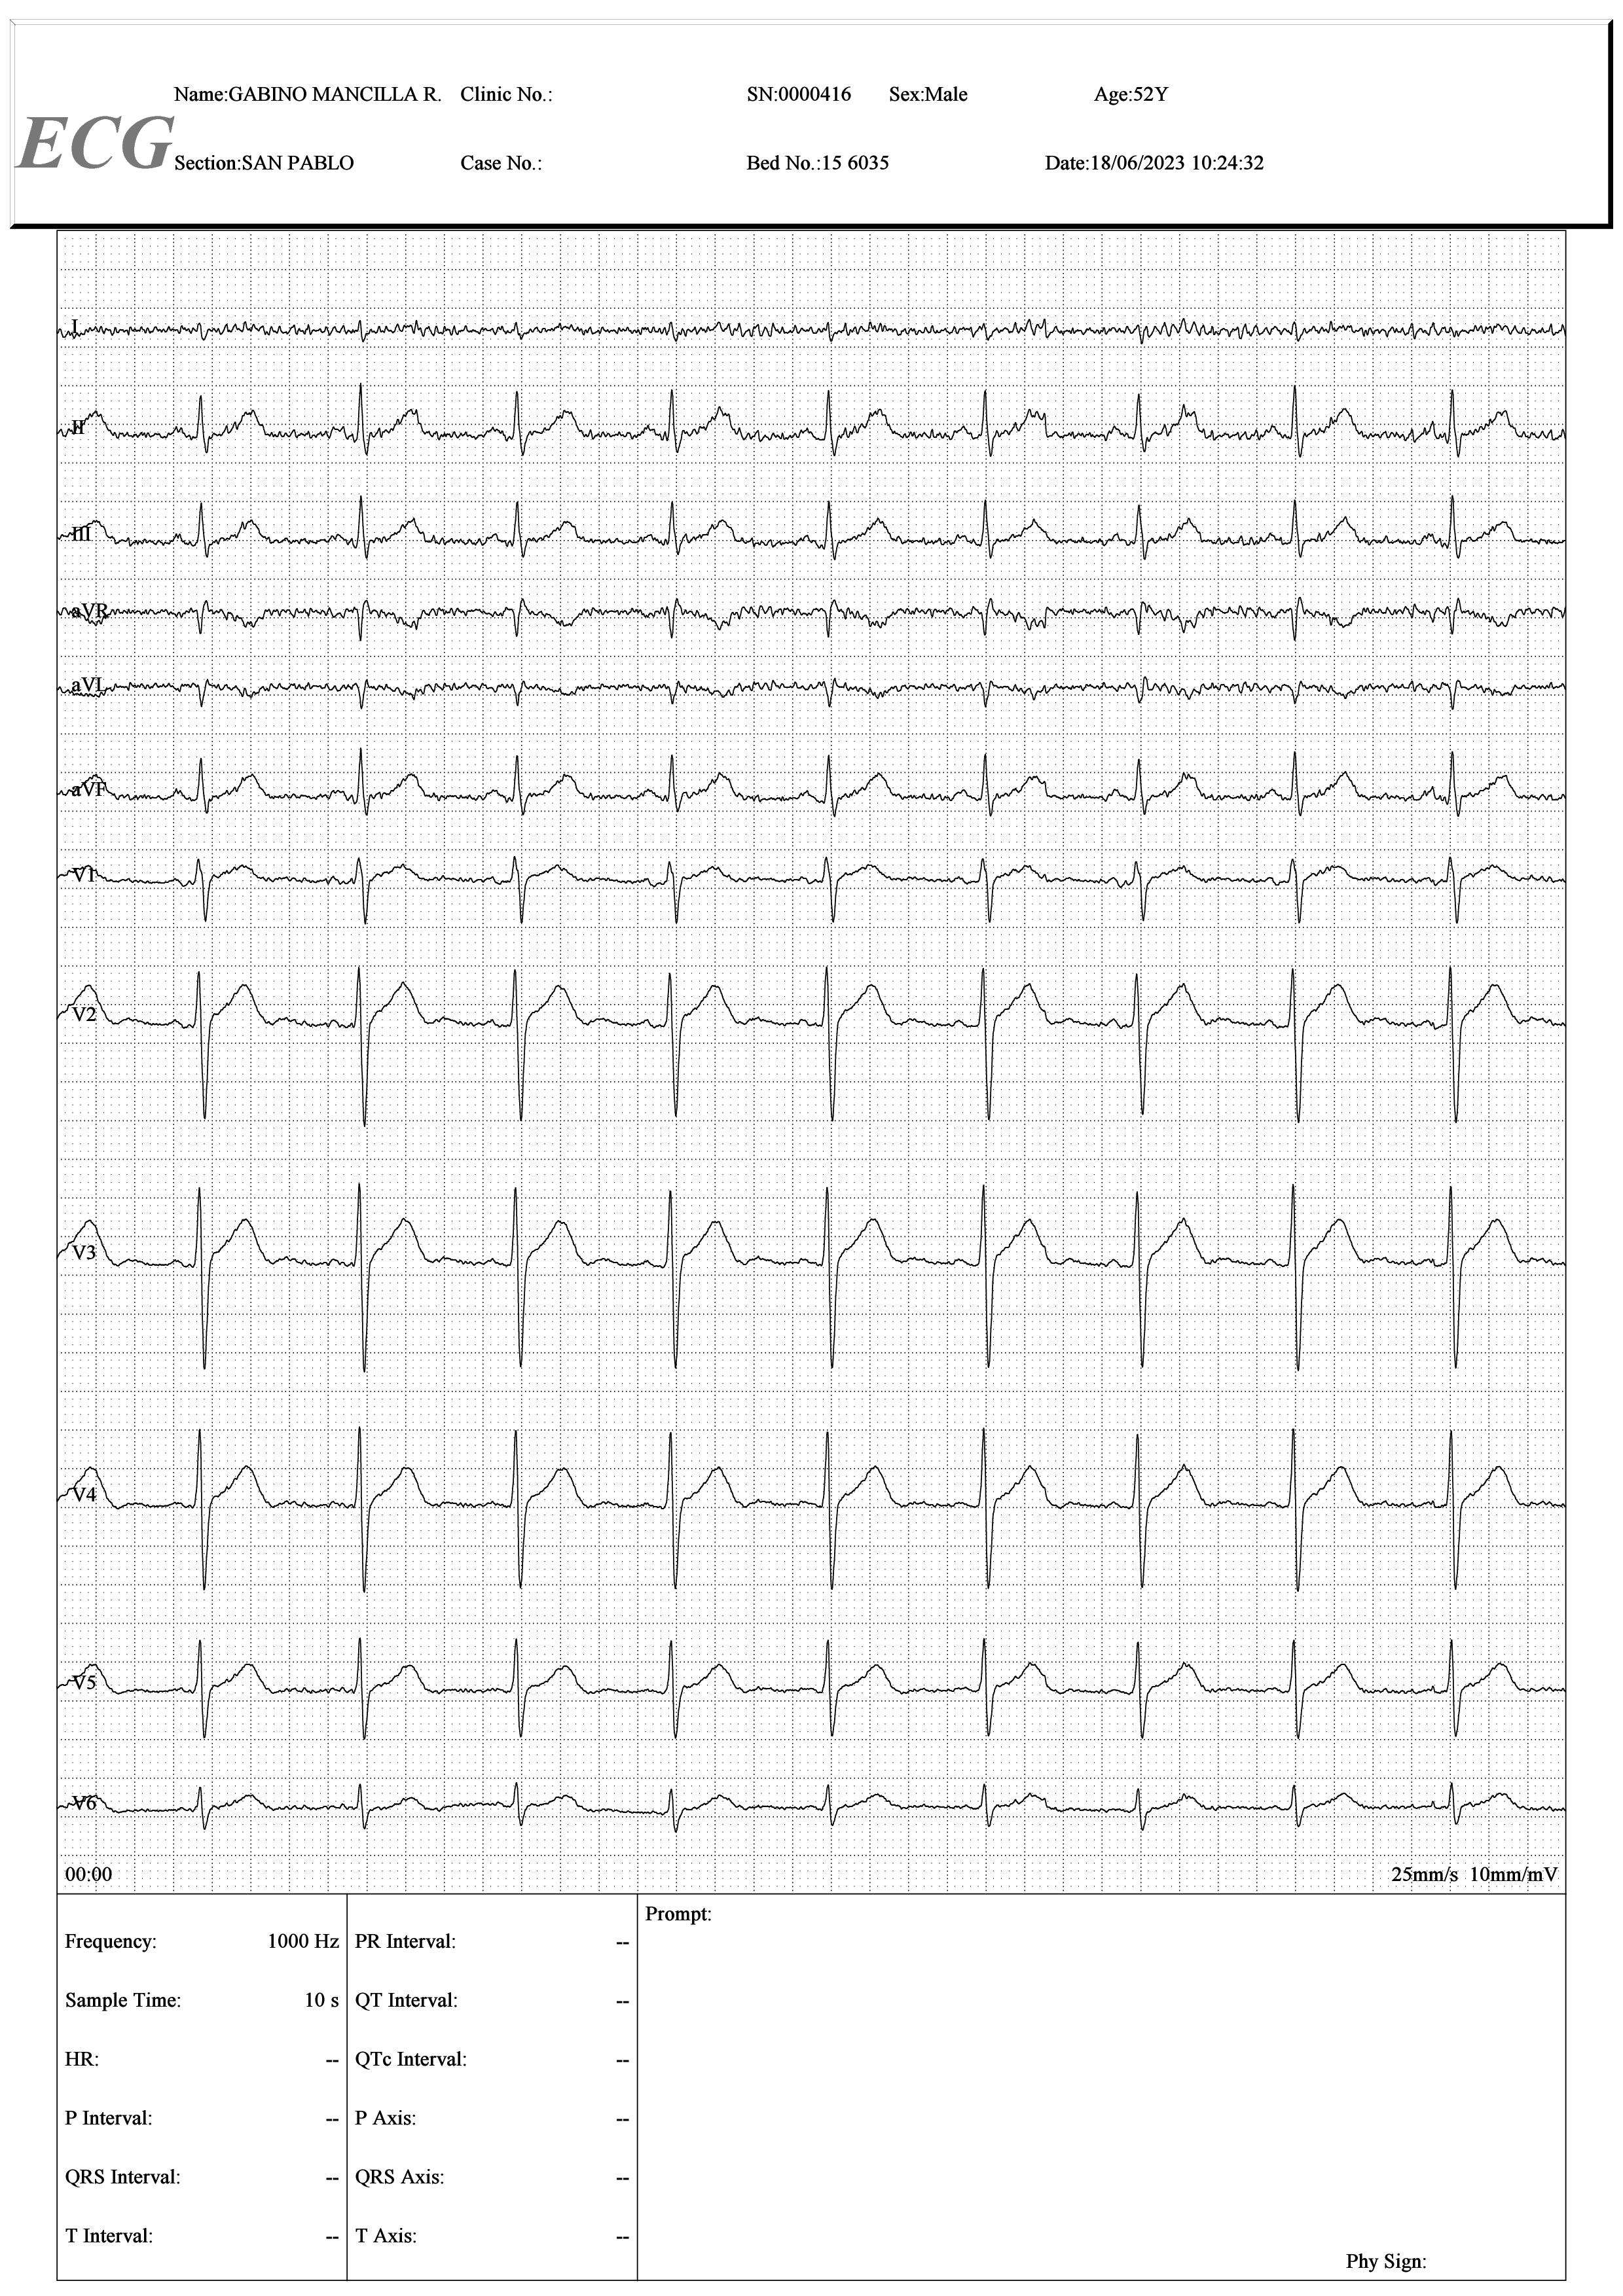 ECG
Name:GABINO MANCILLA R. Clinic No.: SN:0000416 Sex:Male Age:52Y
Section:SAN PABLO Case No.: Bed No.:15 6035 Date:18/06/2023 10:24:32
I
II
III
aVR
aVL
aVF
V1
V2
V3
V4
V5
V6
00:00 25mm/s 10mm/mV
Frequency: 1000 Hz PR Interval: --
Sample Time: 10 s QT Interval: --
HR: -- QTc Interval: --
P Interval: -- P Axis: --
QRS Interval: -- QRS Axis: --
T Interval: -- T Axis: --
Prompt:
Phy Sign: